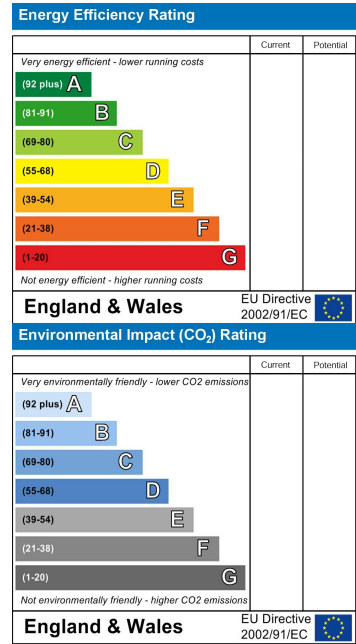 Energy Efficiency Rating
Current Potential
Very energy efficient - lower running costs
(92 plus) A
(81-91) B
(69-80) C
(55-68) D
(39-54) E
(21-38) F
(1-20) G
Not energy efficient - higher running costs
England & Wales
EU Directive
2002/91/EC
Environmental Impact (CO₂) Rating
Current Potential
Very environmentally friendly - lower CO2 emissions
(92 plus) A
(81-91) B
(69-80) C
(55-68) D
(39-54) E
(21-38) F
(1-20) G
Not environmentally friendly - higher CO2 emissions
England & Wales
EU Directive
2002/91/EC